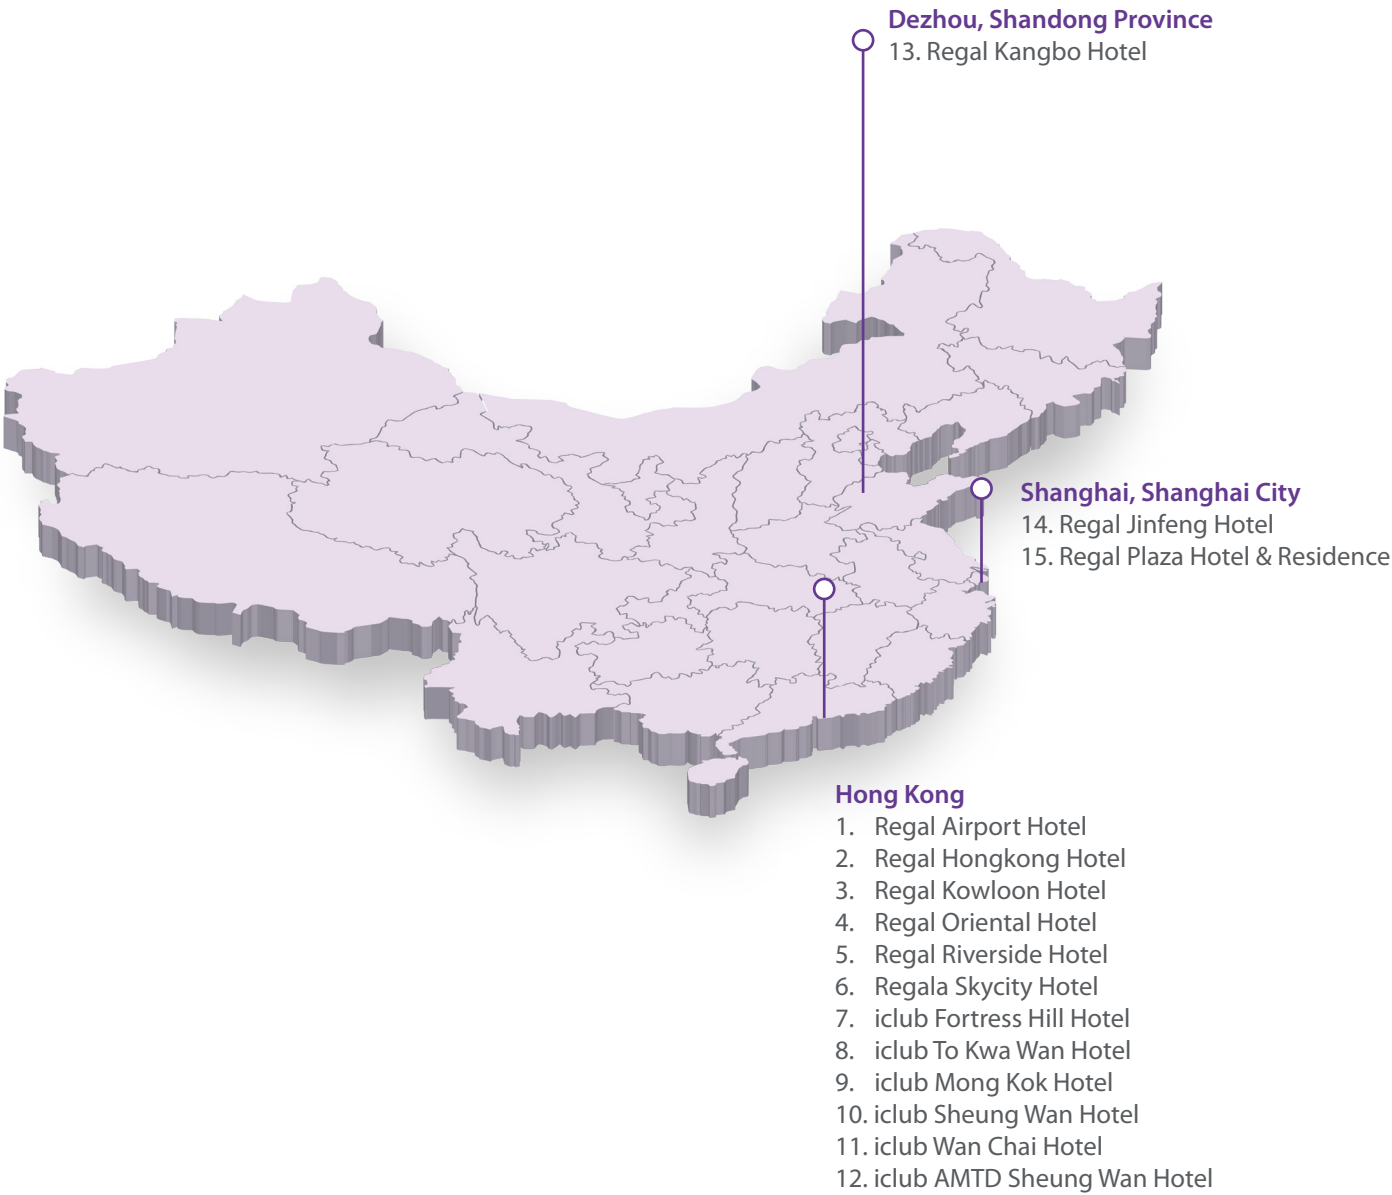 Dezhou, Shandong Province
13. Regal Kangbo Hotel
Shanghai, Shanghai City
14. Regal Jinfeng Hotel
15. Regal Plaza Hotel & Residence
Hong Kong
1. Regal Airport Hotel
2. Regal Hongkong Hotel
3. Regal Kowloon Hotel
4. Regal Oriental Hotel
5. Regal Riverside Hotel
6. Regala Skycity Hotel
7. iclub Fortress Hill Hotel
8. iclub To Kwa Wan Hotel
9. iclub Mong Kok Hotel
10. iclub Sheung Wan Hotel
11. iclub Wan Chai Hotel
12. iclub AMTD Sheung Wan Hotel